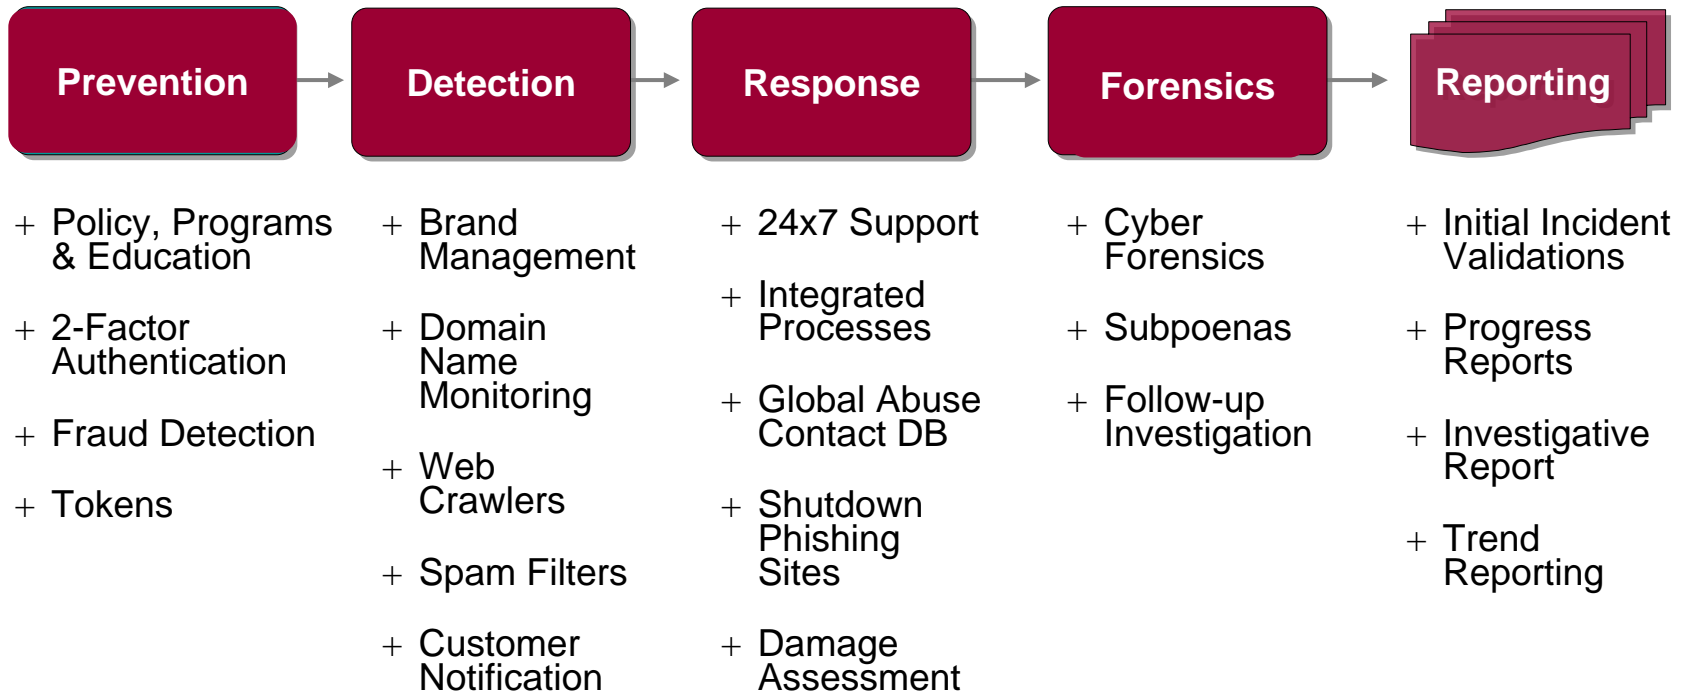 Prevention
Detection
Response
Forensics
Reporting
+ Policy, Programs
& Education
+ 2-Factor
Authentication
+ Fraud Detection
+ Tokens
+ Brand
Management
+ Domain
Name
Monitoring
+ Web
Crawlers
+ Spam Filters
+ Customer
Notification
+ 24x7 Support
+ Integrated
Processes
+ Global Abuse
Contact DB
+ Shutdown
Phishing
Sites
+ Damage
Assessment
+ Cyber
Forensics
+ Subpoenas
+ Follow-up
Investigation
+ Initial Incident
Validations
+ Progress
Reports
+ Investigative
Report
+ Trend
Reporting